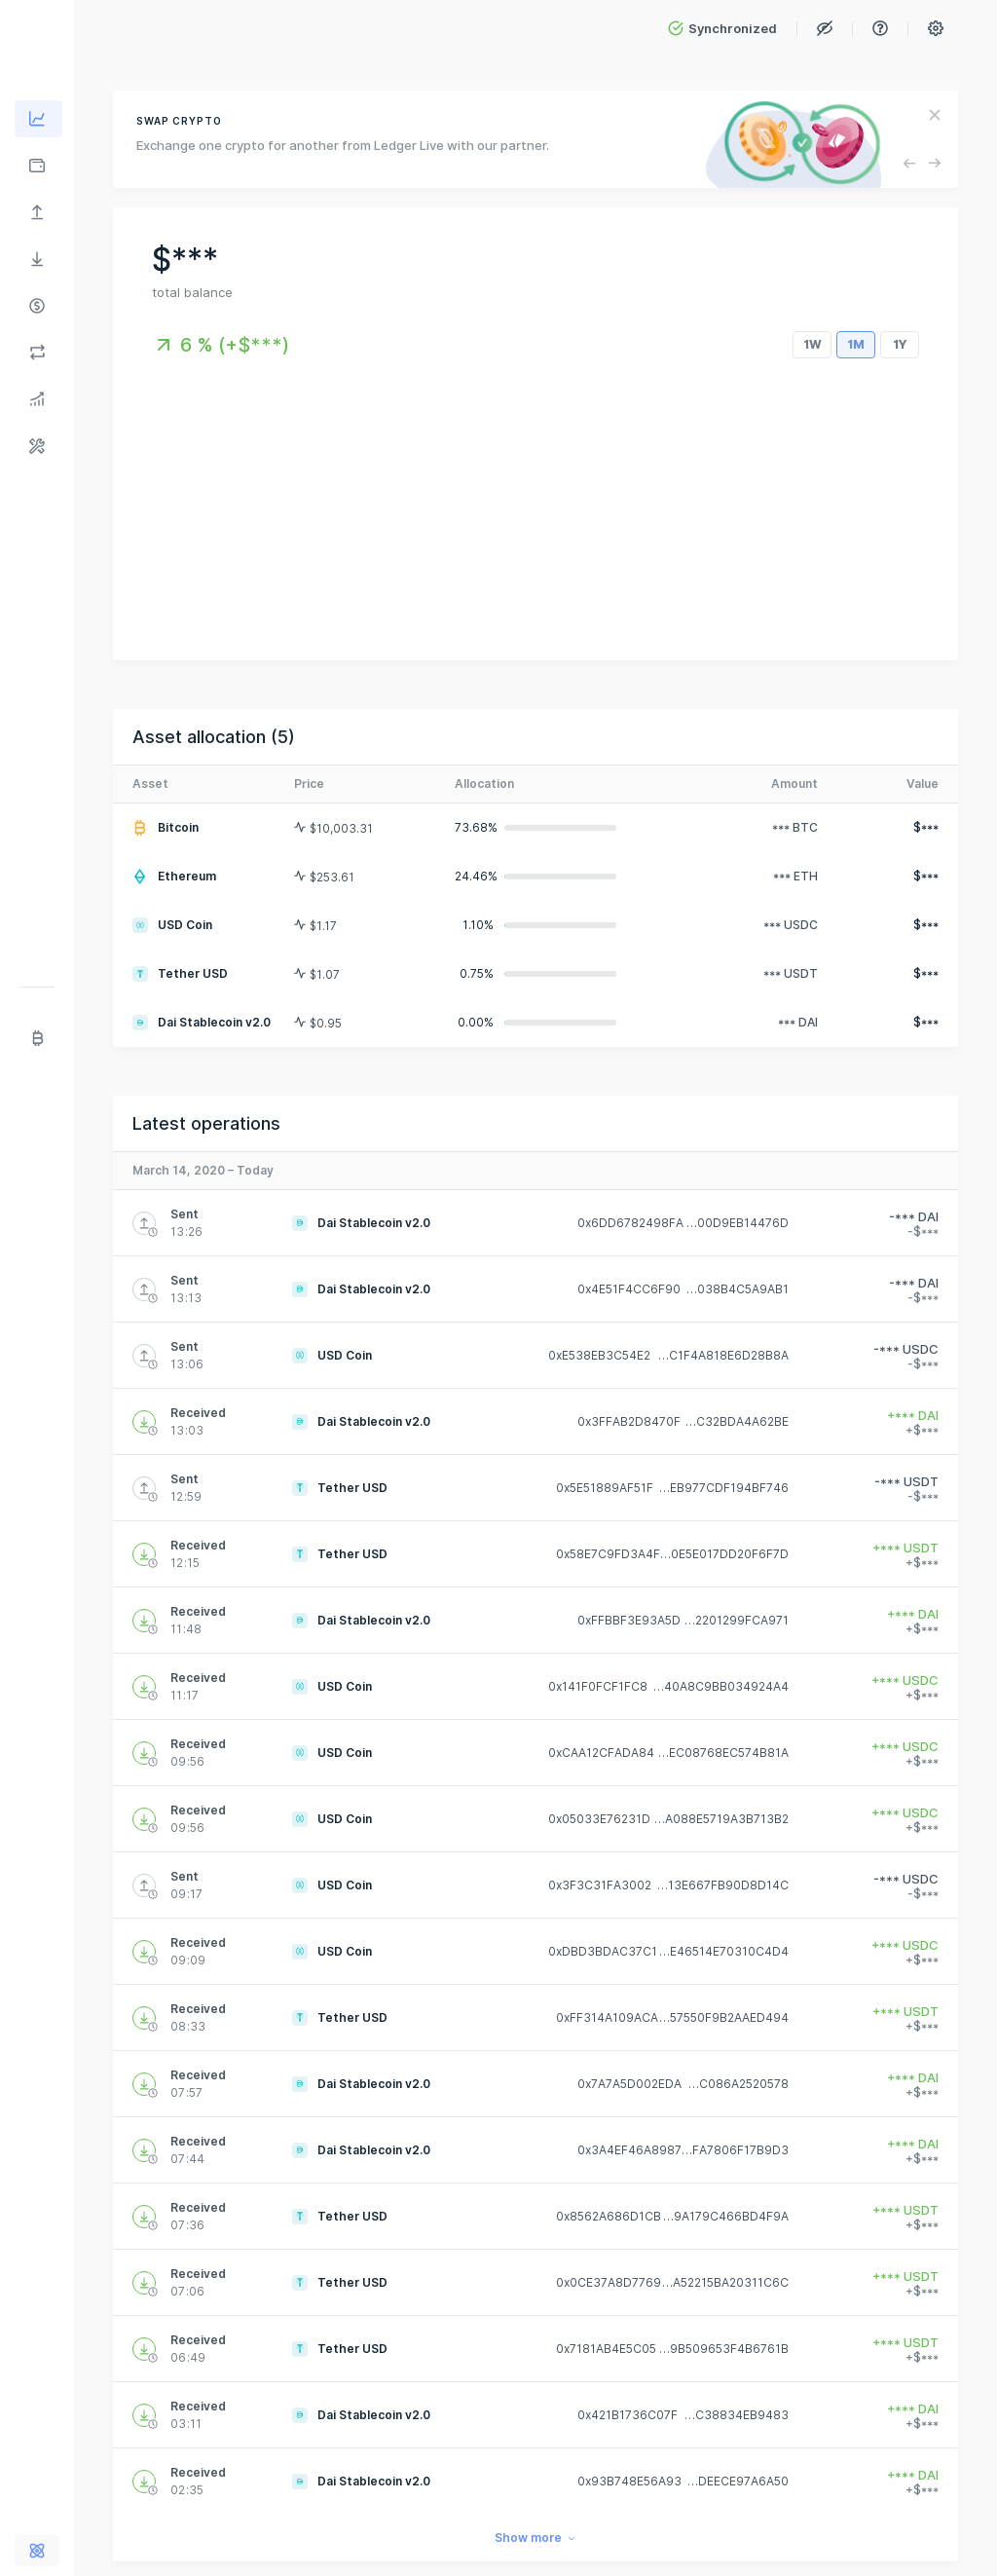 Synchronized
SWAP CRYPTO
Exchange one crypto for another from Ledger Live with our partner.
$***
total balance
6 % (+$***)
1W 1M 1Y
Asset allocation (5)
Asset Price Allocation Amount Value
Bitcoin $10,003.31 73.68% *** BTC $***
Ethereum $253.61 24.46% *** ETH $***
USD Coin $1.17 1.10% *** USDC $***
Tether USD $1.07 0.75% *** USDT $***
Dai Stablecoin v2.0 $0.95 0.00% *** DAI $***
Latest operations
March 14, 2020 – Today
Sent
13:26
Dai Stablecoin v2.0
0x6DD6782498FA …00D9EB14476D
-*** DAI
-$***
Sent
13:13
Dai Stablecoin v2.0
0x4E51F4CC6F90 …038B4C5A9AB1
-*** DAI
-$***
Sent
13:06
USD Coin
0xE538EB3C54E2 …C1F4A818E6D28B8A
-*** USDC
-$***
Received
13:03
Dai Stablecoin v2.0
0x3FFAB2D8470F …C32BDA4A62BE
+*** DAI
+$***
Sent
12:59
Tether USD
0x5E51889AF51F …EB977CDF194BF746
-*** USDT
-$***
Received
12:15
Tether USD
0x58E7C9FD3A4F…0E5E017DD20F6F7D
+*** USDT
+$***
Received
11:48
Dai Stablecoin v2.0
0xFFBBF3E93A5D …2201299FCA971
+*** DAI
+$***
Received
11:17
USD Coin
0x141F0FCF1FC8 …40A8C9BB034924A4
+*** USDC
+$***
Received
09:56
USD Coin
0xCAA12CFADA84 …EC08768EC574B81A
+*** USDC
+$***
Received
09:56
USD Coin
0x05033E76231D …A088E5719A3B713B2
+*** USDC
+$***
Sent
09:17
USD Coin
0x3F3C31FA3002 …13E667FB90D8D14C
-*** USDC
-$***
Received
09:09
USD Coin
0xDBD3BDAC37C1 …E46514E70310C4D4
+*** USDC
+$***
Received
08:33
Tether USD
0xFF314A109ACA…57550F9B2AAED494
+*** USDT
+$***
Received
07:57
Dai Stablecoin v2.0
0x7A7A5D002EDA …C086A2520578
+*** DAI
+$***
Received
07:44
Dai Stablecoin v2.0
0x3A4EF46A8987…FA7806F17B9D3
+*** DAI
+$***
Received
07:36
Tether USD
0x8562A686D1CB …9A179C466BD4F9A
+*** USDT
+$***
Received
07:06
Tether USD
0x0CE37A8D7769…A52215BA20311C6C
+*** USDT
+$***
Received
06:49
Tether USD
0x7181AB4E5C05 …9B509653F4B6761B
+*** USDT
+$***
Received
03:11
Dai Stablecoin v2.0
0x421B1736C07F …C38834EB9483
+*** DAI
+$***
Received
02:35
Dai Stablecoin v2.0
0x93B748E56A93 …DEECE97A6A50
+*** DAI
+$***
Show more